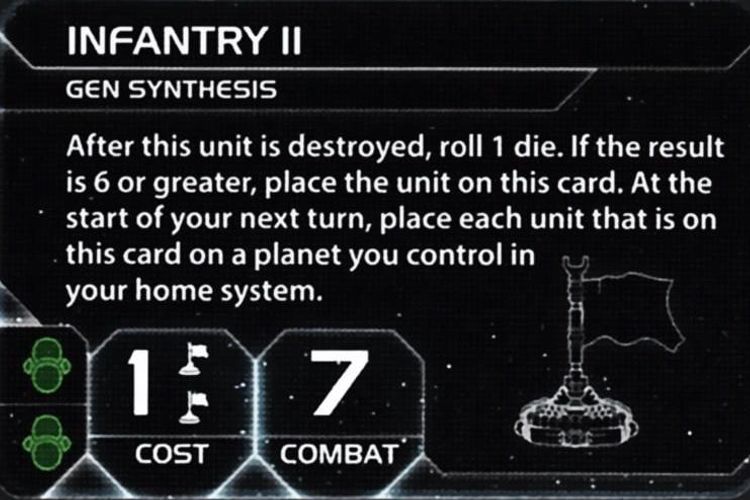 INFANTRY II
GEN SYNTHESIS
After this unit is destroyed, roll 1 die. If the result
is 6 or greater, place the unit on this card. At the
start of your next turn, place each unit that is on
this card on a planet you control in
your home system.
1
7
COST
COMBAT